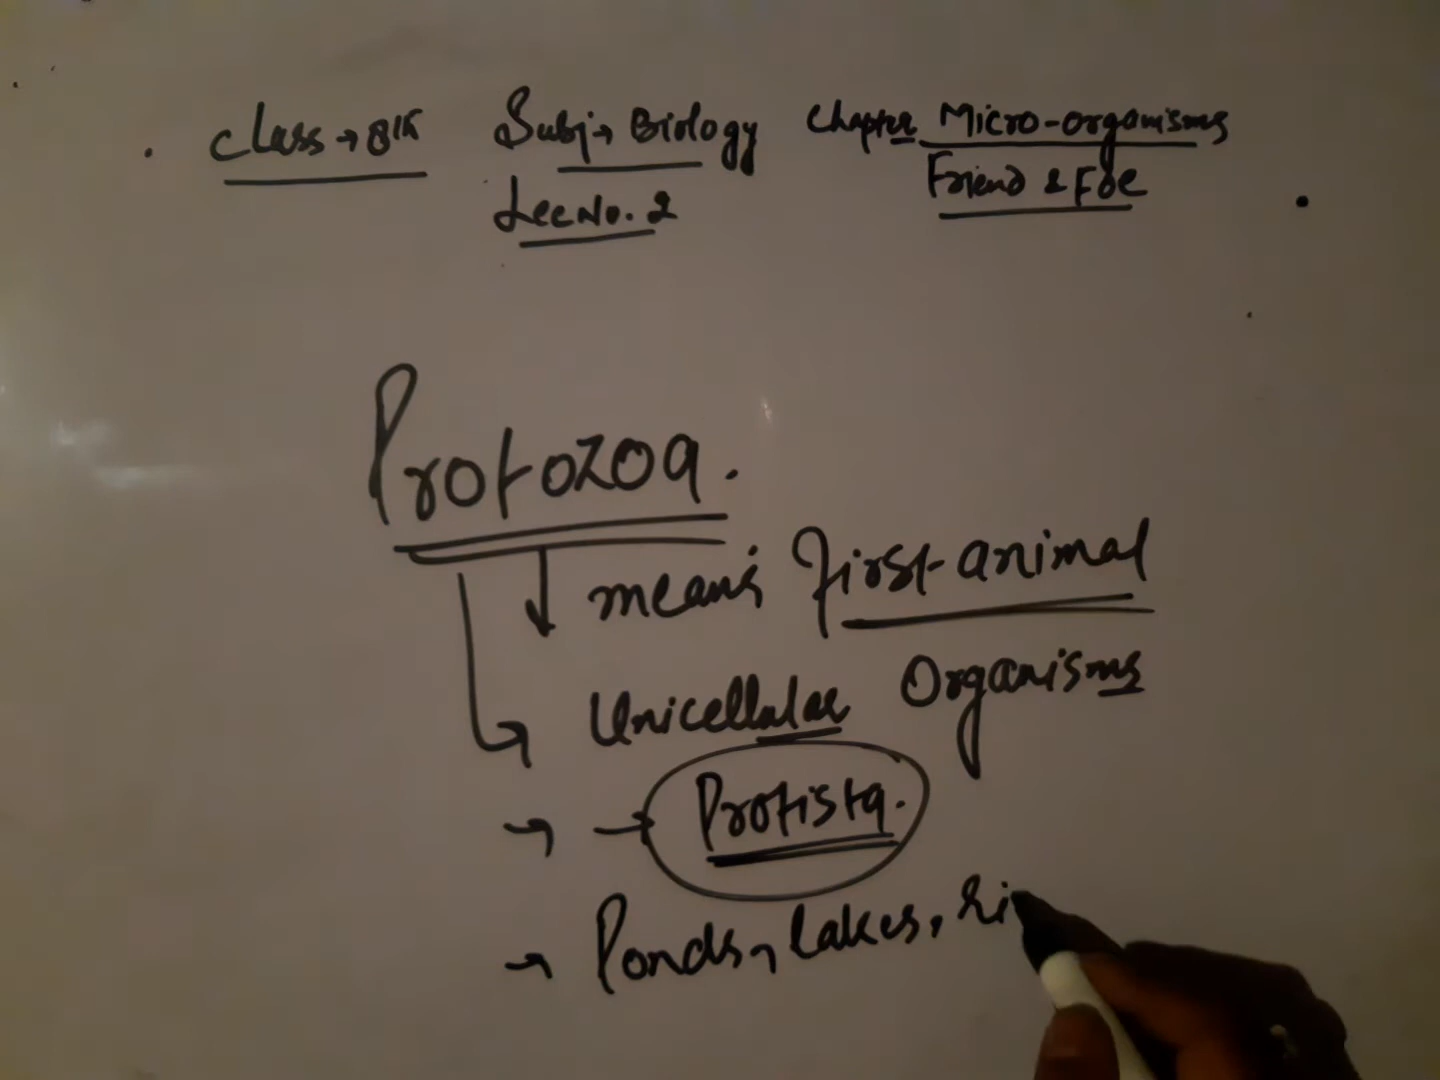 Class → 8th Subj → Biology Chapter Micro-organisms
Lec No. 2 Friend & Foe
Protozoa.
means first animal
Unicellular Organisms
→ → Protista.
→ Ponds, Lakes, ri